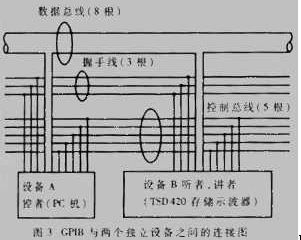 数据总线(8根)
握手线(3根)
控制总线(5根)
设备A
控者(PC机)
设备B 听者、讲者
(TSD420存储示波器)
图3 GPIB与两个独立设备之间的连接图